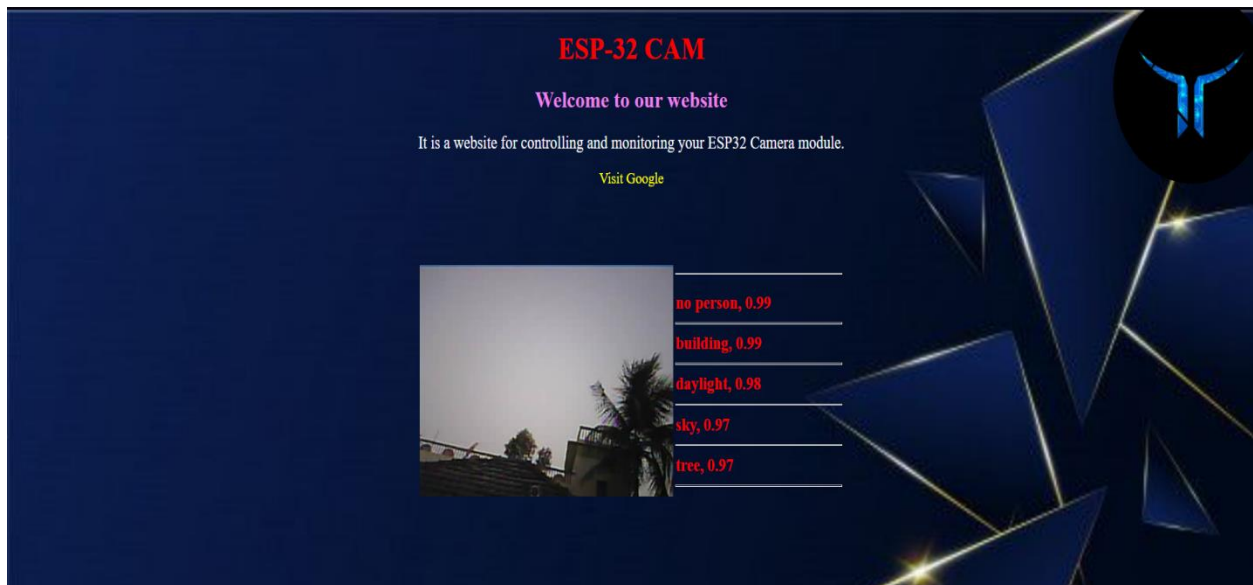 ESP-32 CAM
Welcome to our website
It is a website for controlling and monitoring your ESP32 Camera module.
Visit Google
no person, 0.99
building, 0.99
daylight, 0.98
sky, 0.97
tree, 0.97